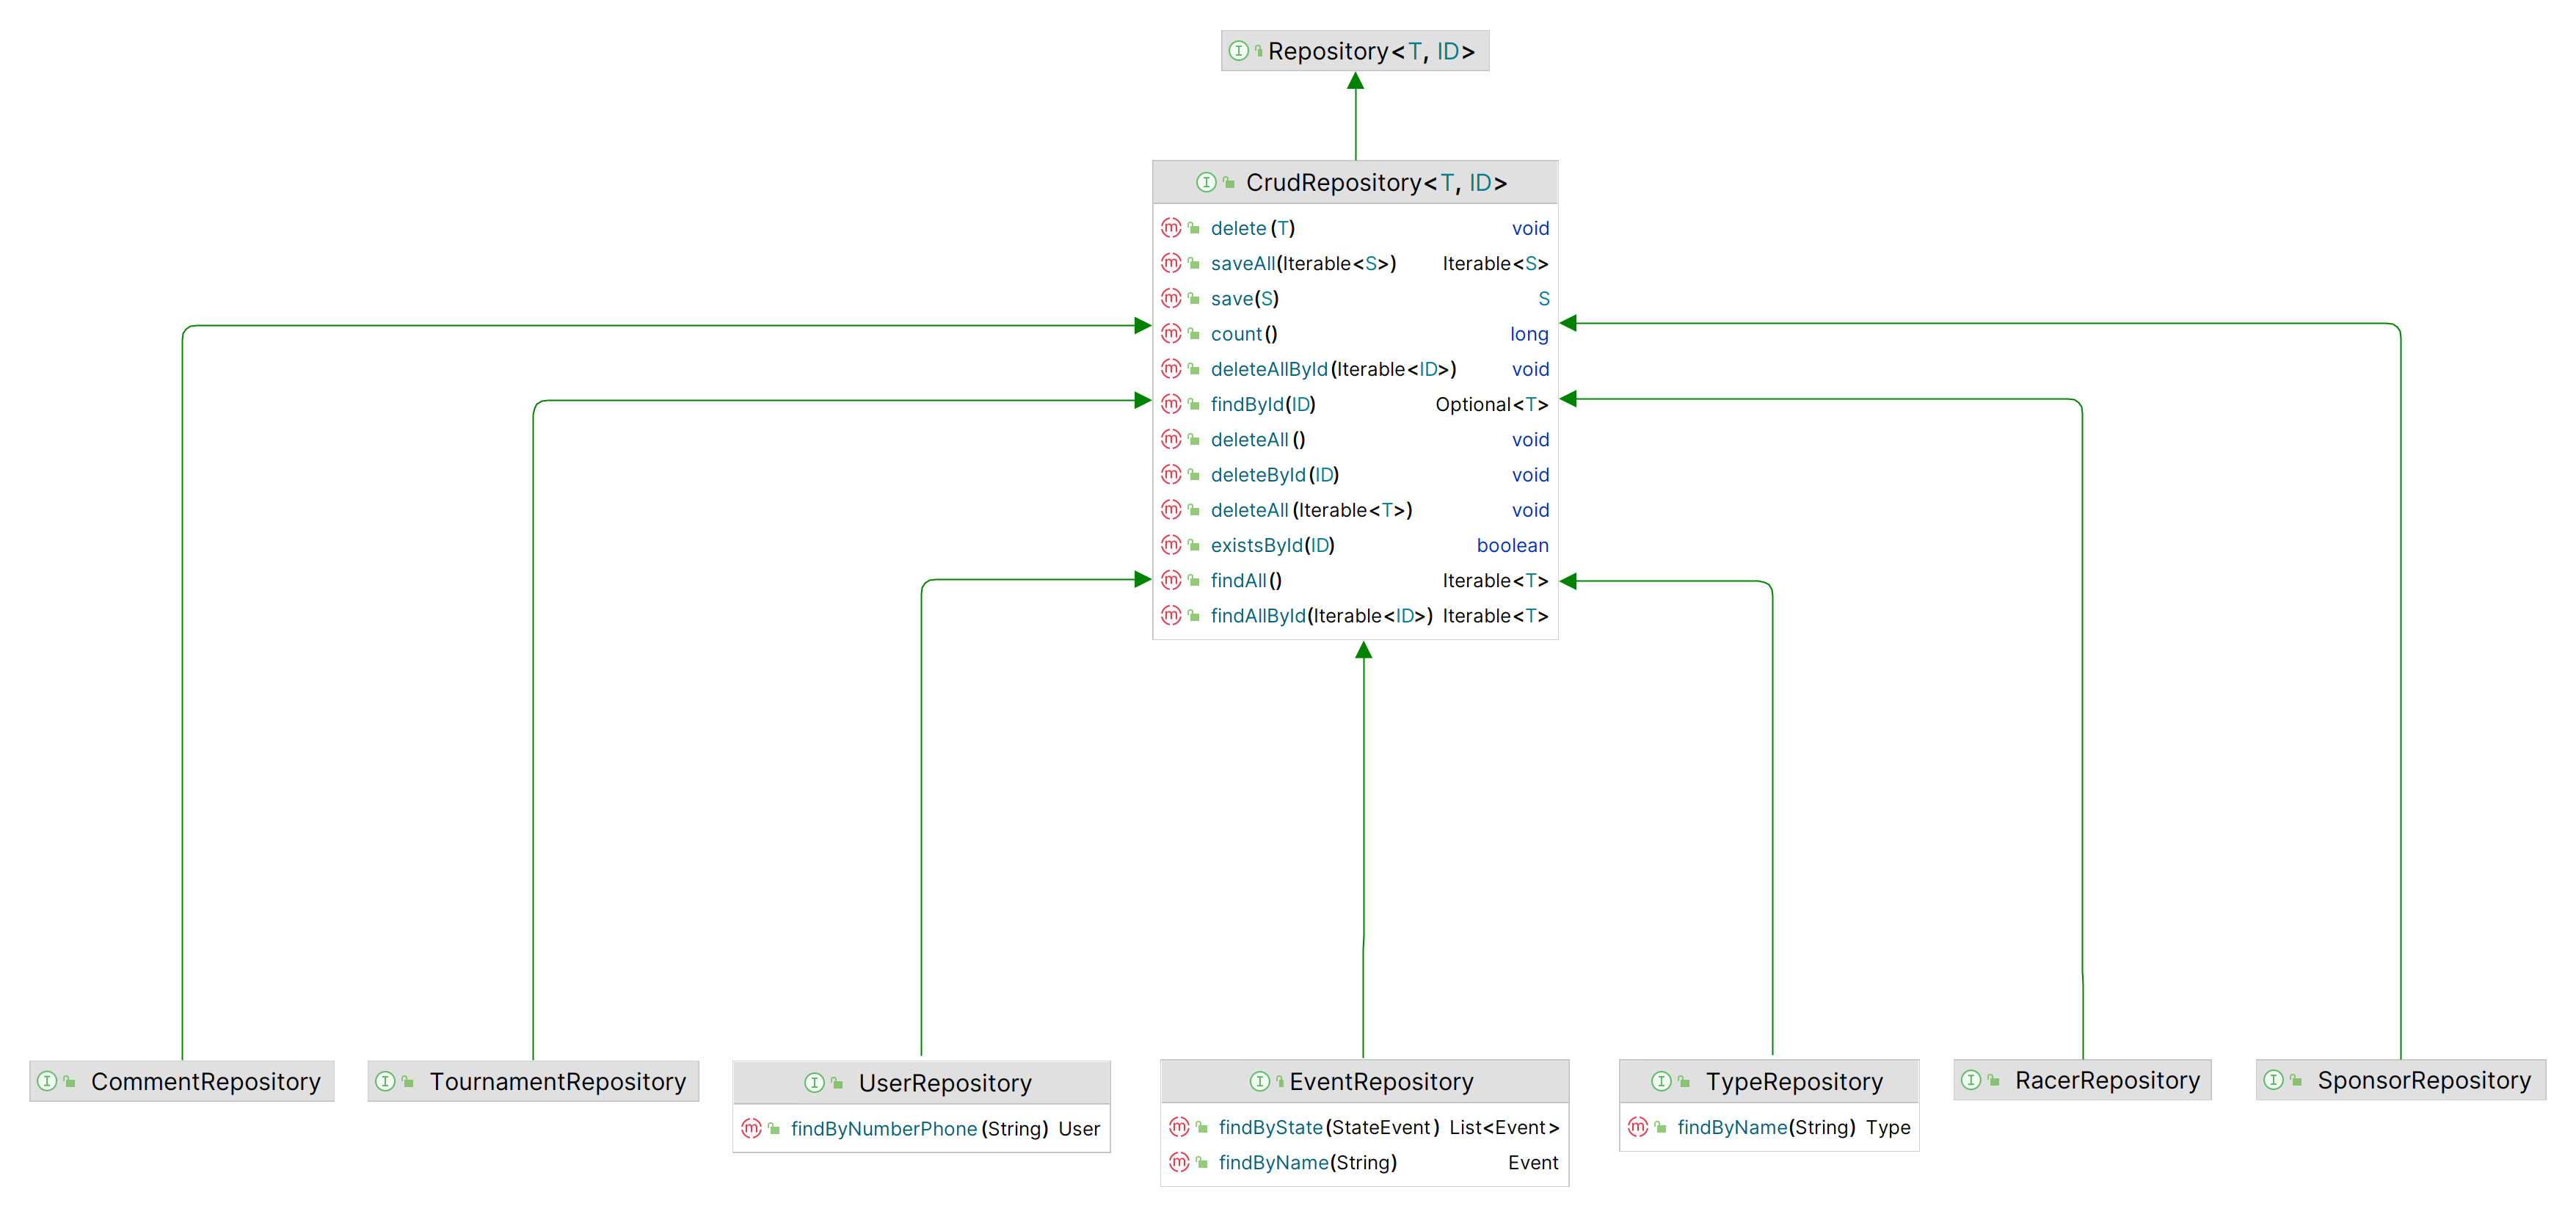 Repository<T, ID>
CrudRepository<T, ID>
delete(T) void
saveAll(Iterable<S>) Iterable<S>
save(S) S
count() long
deleteAllById(Iterable<ID>) void
findById(ID) Optional<T>
deleteAll() void
deleteById(ID) void
deleteAll(Iterable<T>) void
existsById(ID) boolean
findAll() Iterable<T>
findAllById(Iterable<ID>) Iterable<T>
CommentRepository
TournamentRepository
UserRepository
findByNumberPhone(String) User
EventRepository
findByState(StateEvent) List<Event>
findByName(String) Event
TypeRepository
findByName(String) Type
RacerRepository
SponsorRepository